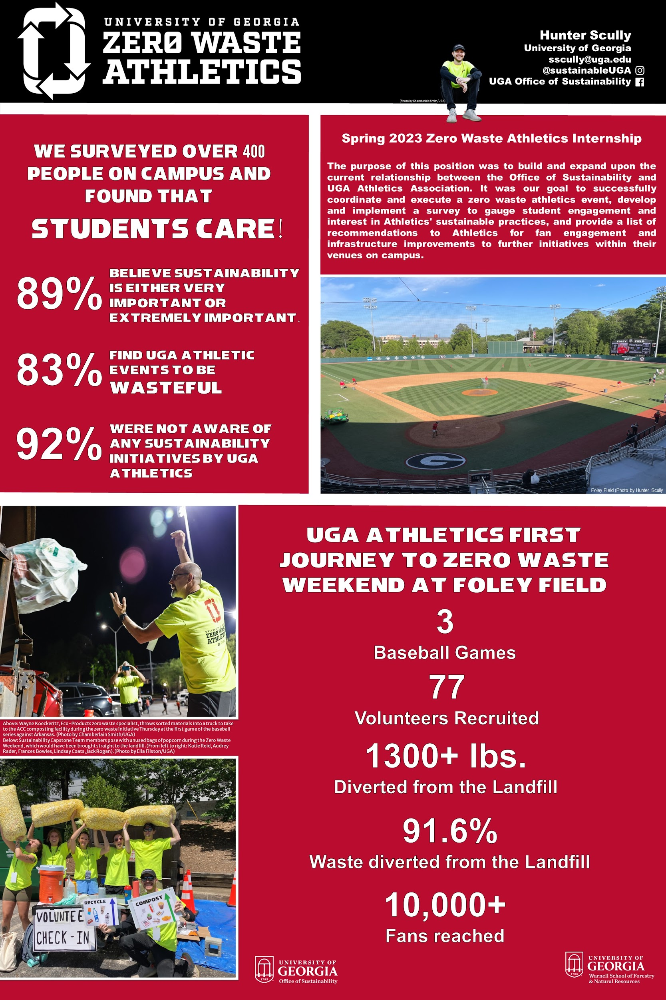 UNIVERSITY OF GEORGIA
ZERØ WASTE
ATHLETICS
Hunter Scully
University of Georgia
sscully@uga.edu
@sustainableUGA
UGA Office of Sustainability
(Photo by Chamberlain Smith/UGA)
WE SURVEYED OVER 400
PEOPLE ON CAMPUS AND
FOUND THAT
STUDENTS CARE!
89%
BELIEVE SUSTAINABILITY
IS EITHER VERY
IMPORTANT OR
EXTREMELY IMPORTANT.
83%
FIND UGA ATHLETIC
EVENTS TO BE
WASTEFUL
92%
WERE NOT AWARE OF
ANY SUSTAINABILITY
INITIATIVES BY UGA
ATHLETICS
Spring 2023 Zero Waste Athletics Internship
The purpose of this position was to build and expand upon the
current relationship between the Office of Sustainability and
UGA Athletics Association. It was our goal to successfully
coordinate and execute a zero waste athletics event, develop
and implement a survey to gauge student engagement and
interest in Athletics' sustainable practices, and provide a list of
recommendations to Athletics for fan engagement and
infrastructure improvements to further initiatives within their
venues on campus.
FOLEY FIELD
G
Foley Field (Photo by Hunter Scully
ZERØ WAS
ATHLET
Above: Wayne Koeckeritz, Eco-Products zero waste specialist, throws sorted materials into a truck to take
to the ACC composting facility during the zero waste initiative Thursday at the first game of the baseball
series against Arkansas. (Photo by Chamberlain Smith/UGA)
Below: Sustainability Capstone Team members pose with unused bags of popcorn during the Zero Waste
Weekend, which would have been brought straight to the landfill. (From left to right: Katie Reid, Audrey
Rader, Frances Bowles, Lindsay Coats, Jack Rogan). (Photo by Ella Filston/UGA)
RECYCLE
COMPOST
VOLUNTEE
CHECK-IN
UGA ATHLETICS FIRST
JOURNEY TO ZERO WASTE
WEEKEND AT FOLEY FIELD
3
Baseball Games
77
Volunteers Recruited
1300+ lbs.
Diverted from the Landfill
91.6%
Waste diverted from the Landfill
10,000+
Fans reached
1785
UNIVERSITY OF
GEORGIA
Office of Sustainability
1785
UNIVERSITY OF
GEORGIA
Warnell School of Forestry
& Natural Resources